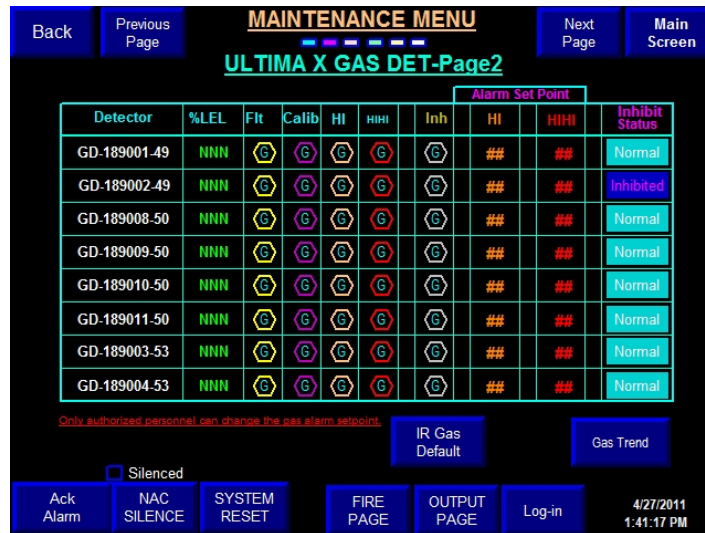 Back
Previous
Page
MAINTENANCE MENU
Next
Page
Main
Screen
ULTIMA X GAS DET-Page2
Alarm Set Point
Detector %LEL Flt Calib HI HIHI Inh HI HIHI Inhibit
Status
GD-189001-49 NNN G G G G G ## ## Normal
GD-189002-49 NNN G G G G G ## ## Inhibited
GD-189008-50 NNN G G G G G ## ## Normal
GD-189009-50 NNN G G G G G ## ## Normal
GD-189010-50 NNN G G G G G ## ## Normal
GD-189011-50 NNN G G G G G ## ## Normal
GD-189003-53 NNN G G G G G ## ## Normal
GD-189004-53 NNN G G G G G ## ## Normal
Only authorized personnel can change the gas alarm setpoint.
IR Gas
Default
Gas Trend
Silenced
Ack
Alarm
NAC
SILENCE
SYSTEM
RESET
FIRE
PAGE
OUTPUT
PAGE
Log-in
4/27/2011
1:41:17 PM